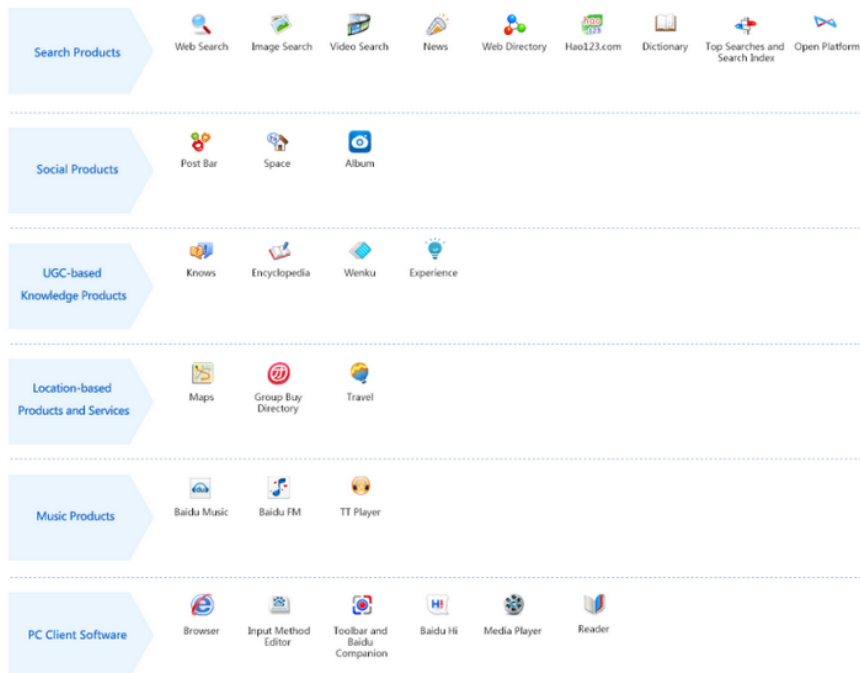 Search Products
Web Search
Image Search
Video Search
News
Web Directory
Hao123.com
Dictionary
Top Searches and
Search Index
Open Platform
Social Products
Post Bar
Space
Album
UGC-based
Knowledge Products
Knows
Encyclopedia
Wenku
Experience
Location-based
Products and Services
Maps
Group Buy
Directory
Travel
Music Products
Baidu Music
Baidu FM
TT Player
PC Client Software
Browser
Input Method
Editor
Toolbar and
Baidu
Companion
Hi
Baidu Hi
Media Player
Reader